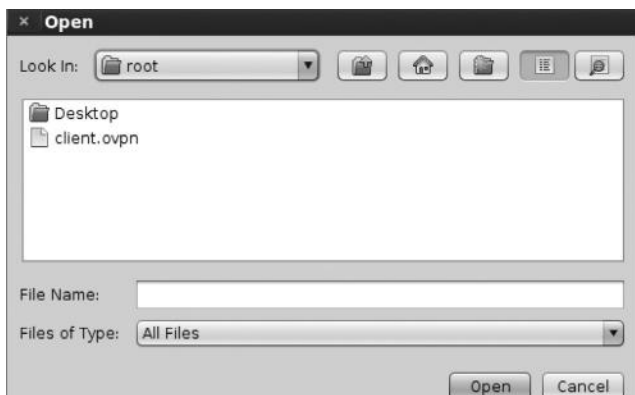 × Open
Look In: root
Desktop
client.ovpn
File Name:
Files of Type: All Files
Open Cancel